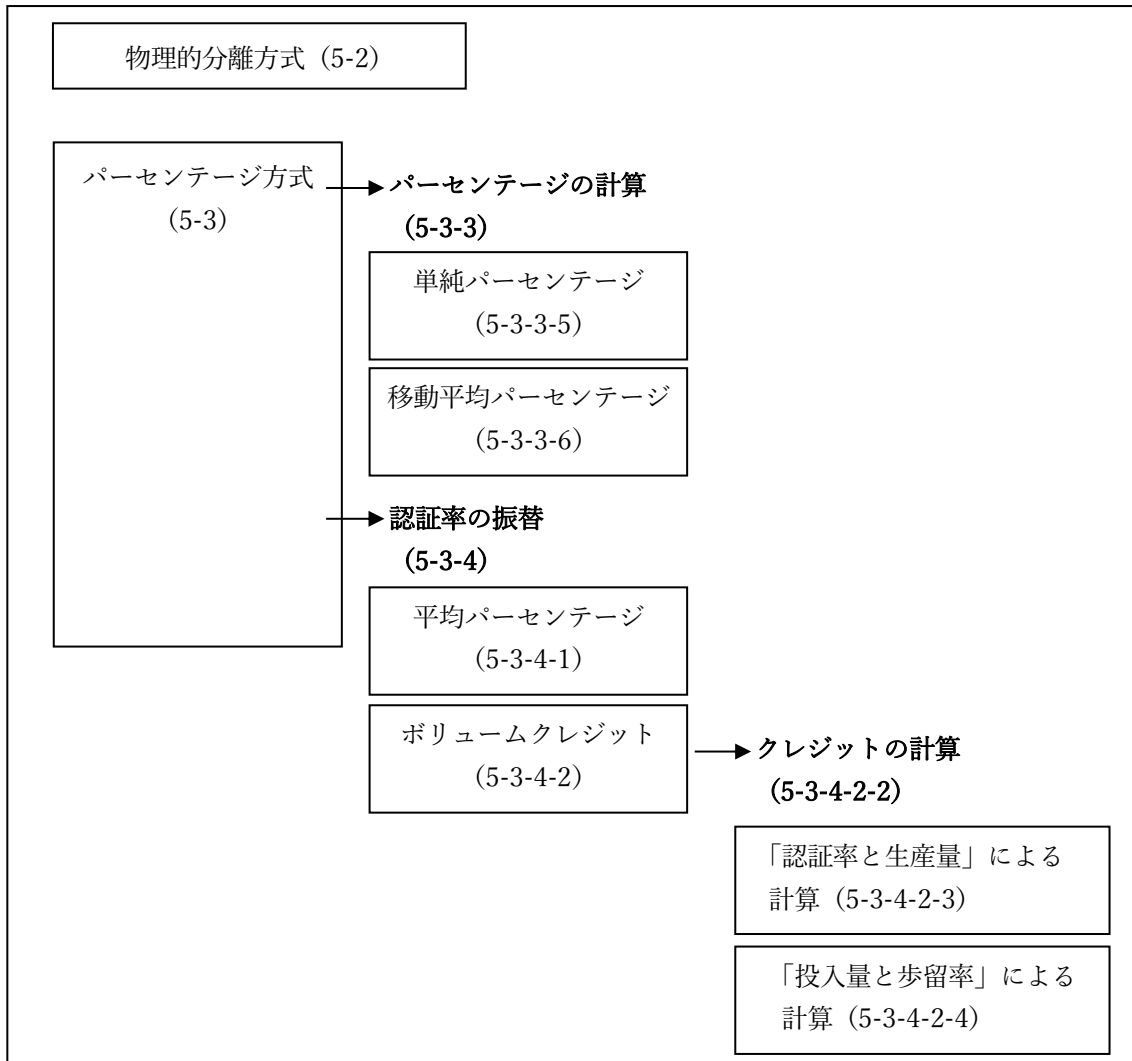 物理的分離方式（5-2）
パーセンテージ方式
（5-3）
パーセンテージの計算
（5-3-3）
単純パーセンテージ
（5-3-3-5）
移動平均パーセンテージ
（5-3-3-6）
認証率の振替
（5-3-4）
平均パーセンテージ
（5-3-4-1）
ボリュームクレジット
（5-3-4-2）
クレジットの計算
（5-3-4-2-2）
「認証率と生産量」による
計算（5-3-4-2-3）
「投入量と歩留率」による
計算（5-3-4-2-4）